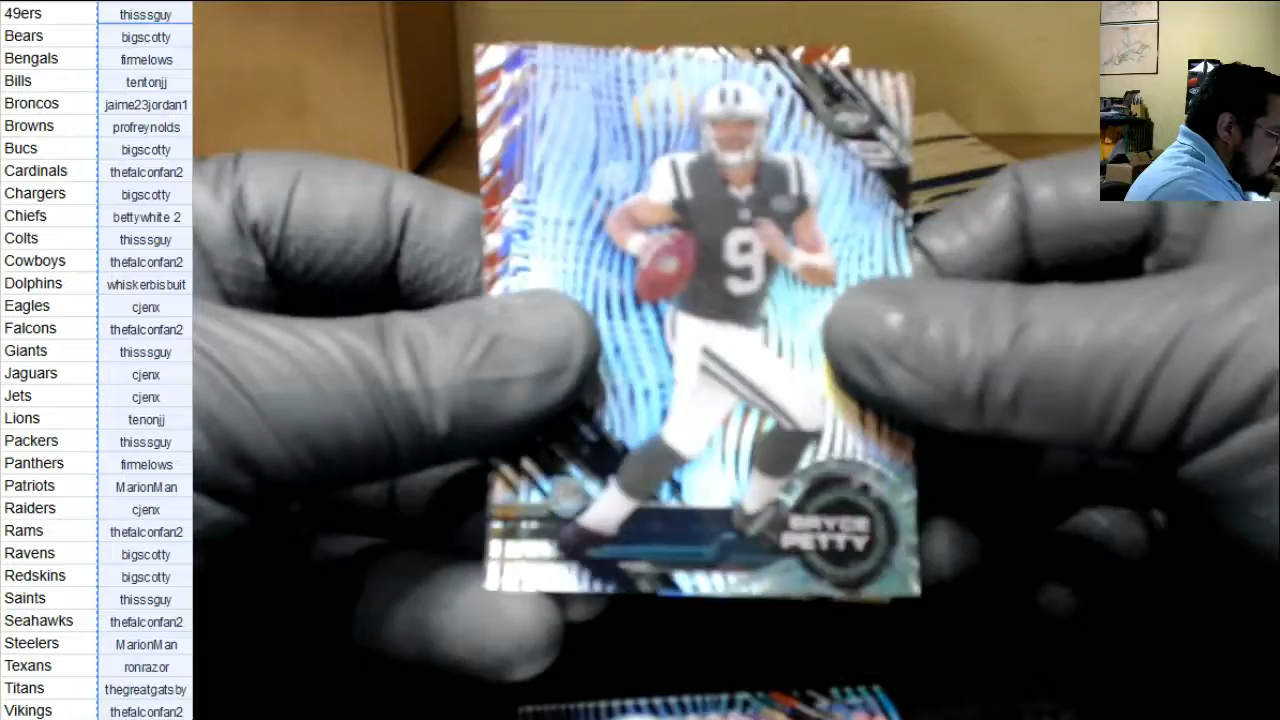 49ers thisssguy
Bears bigscotty
Bengals firmelows
Bills tentonjj
Broncos jaime23jordan1
Browns profreynolds
Bucs bigscotty
Cardinals thefalconfan2
Chargers bigscotty
Chiefs bettywhite 2
Colts thisssguy
Cowboys thefalconfan2
Dolphins whiskerbisbuit
Eagles cjenx
Falcons thefalconfan2
Giants thisssguy
Jaguars cjenx
Jets cjenx
Lions tenonjj
Packers thisssguy
Panthers firmelows
Patriots MarionMan
Raiders cjenx
Rams thefalconfan2
Ravens bigscotty
Redskins bigscotty
Saints thisssguy
Seahawks thefalconfan2
Steelers MarionMan
Texans ronrazor
Titans thegreatgatsby
Vikings thefalconfan2
9
BRYCE
PETTY